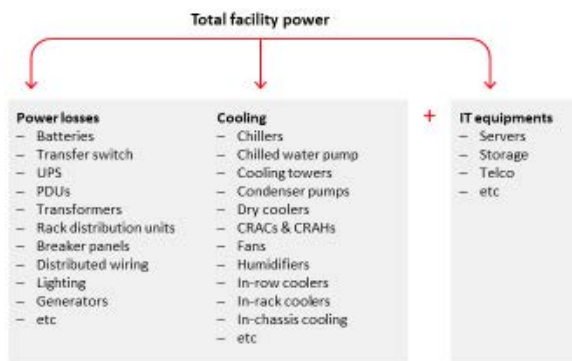 Total facility power
Power losses
– Batteries
– Transfer switch
– UPS
– PDUs
– Transformers
– Rack distribution units
– Breaker panels
– Distributed wiring
– Lighting
– Generators
– etc
Cooling
– Chillers
– Chilled water pump
– Cooling towers
– Condenser pumps
– Dry coolers
– CRACs & CRAHs
– Fans
– Humidifiers
– In-row coolers
– In-rack coolers
– In-chassis cooling
– etc
+
IT equipments
– Servers
– Storage
– Telco
– etc